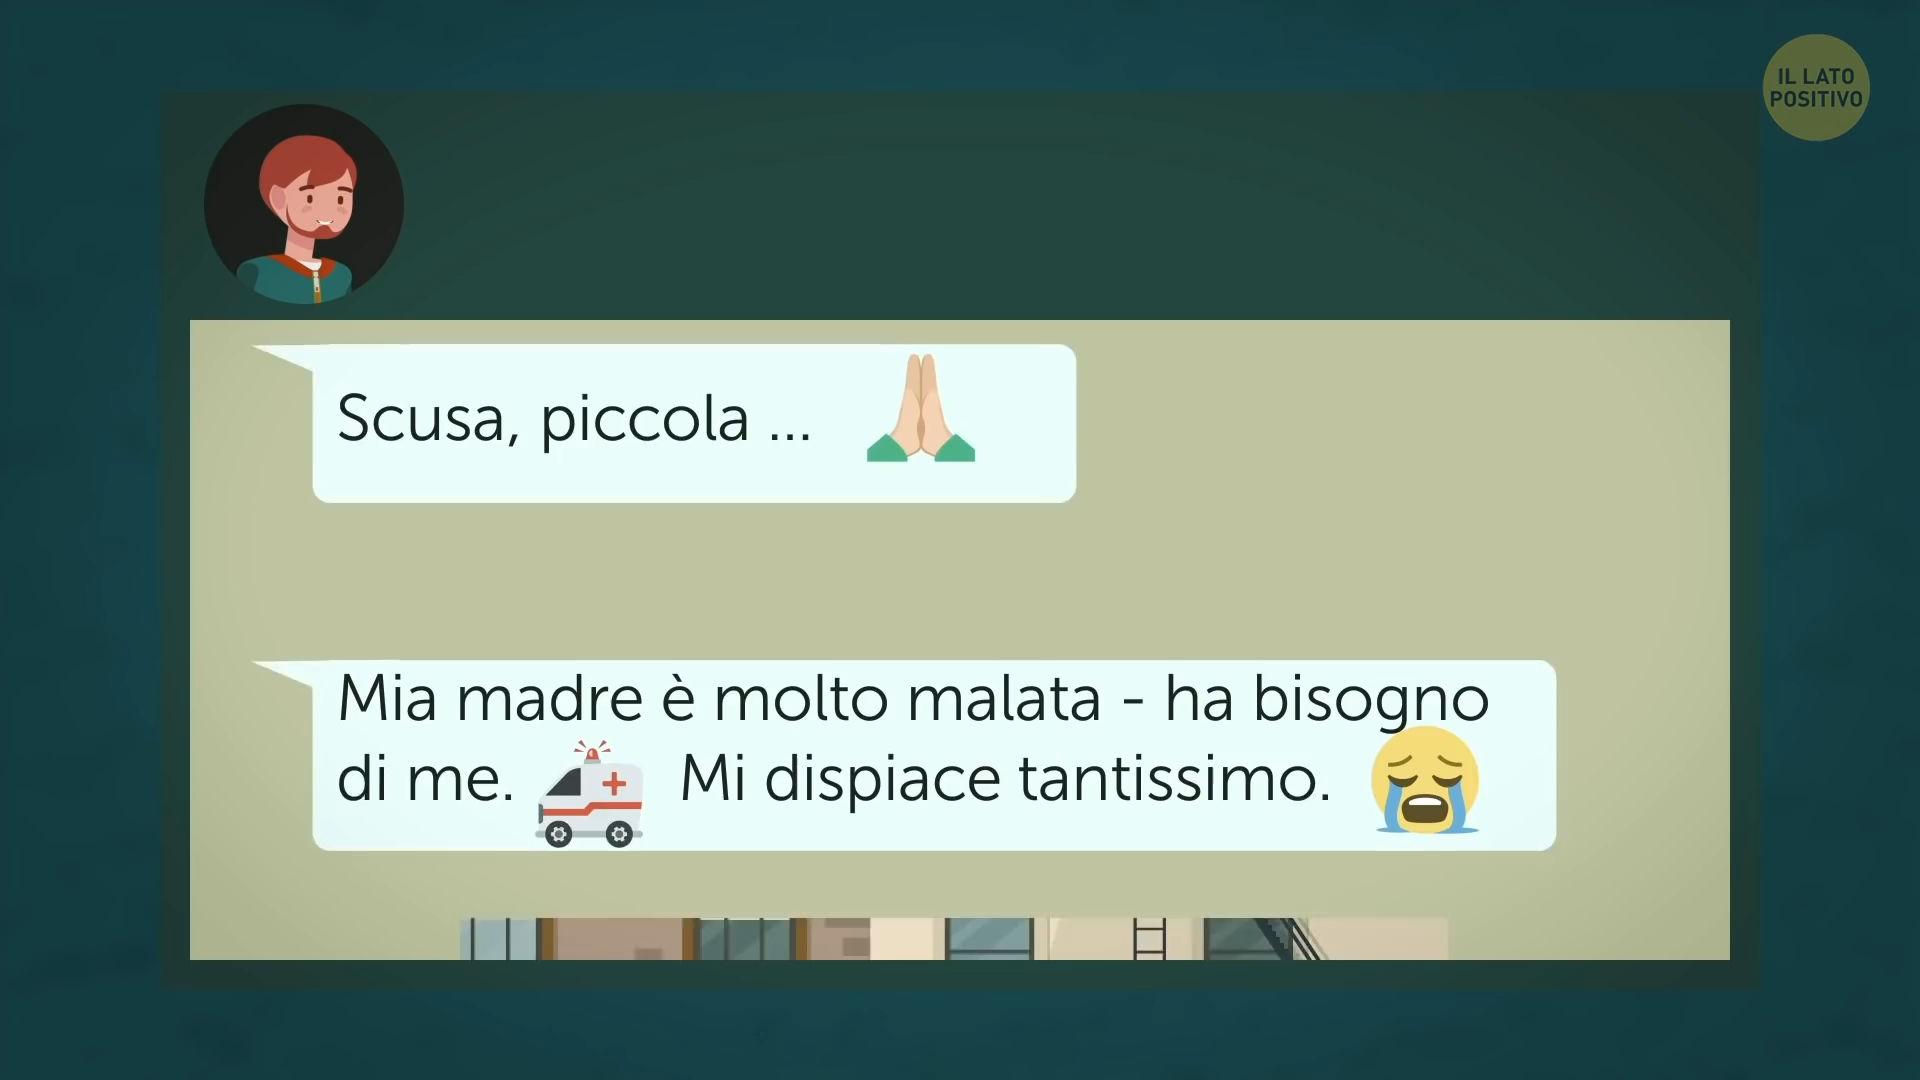 IL LATO
POSITIVO
Scusa, piccola ...
Mia madre è molto malata - ha bisogno
di me. Mi dispiace tantissimo.